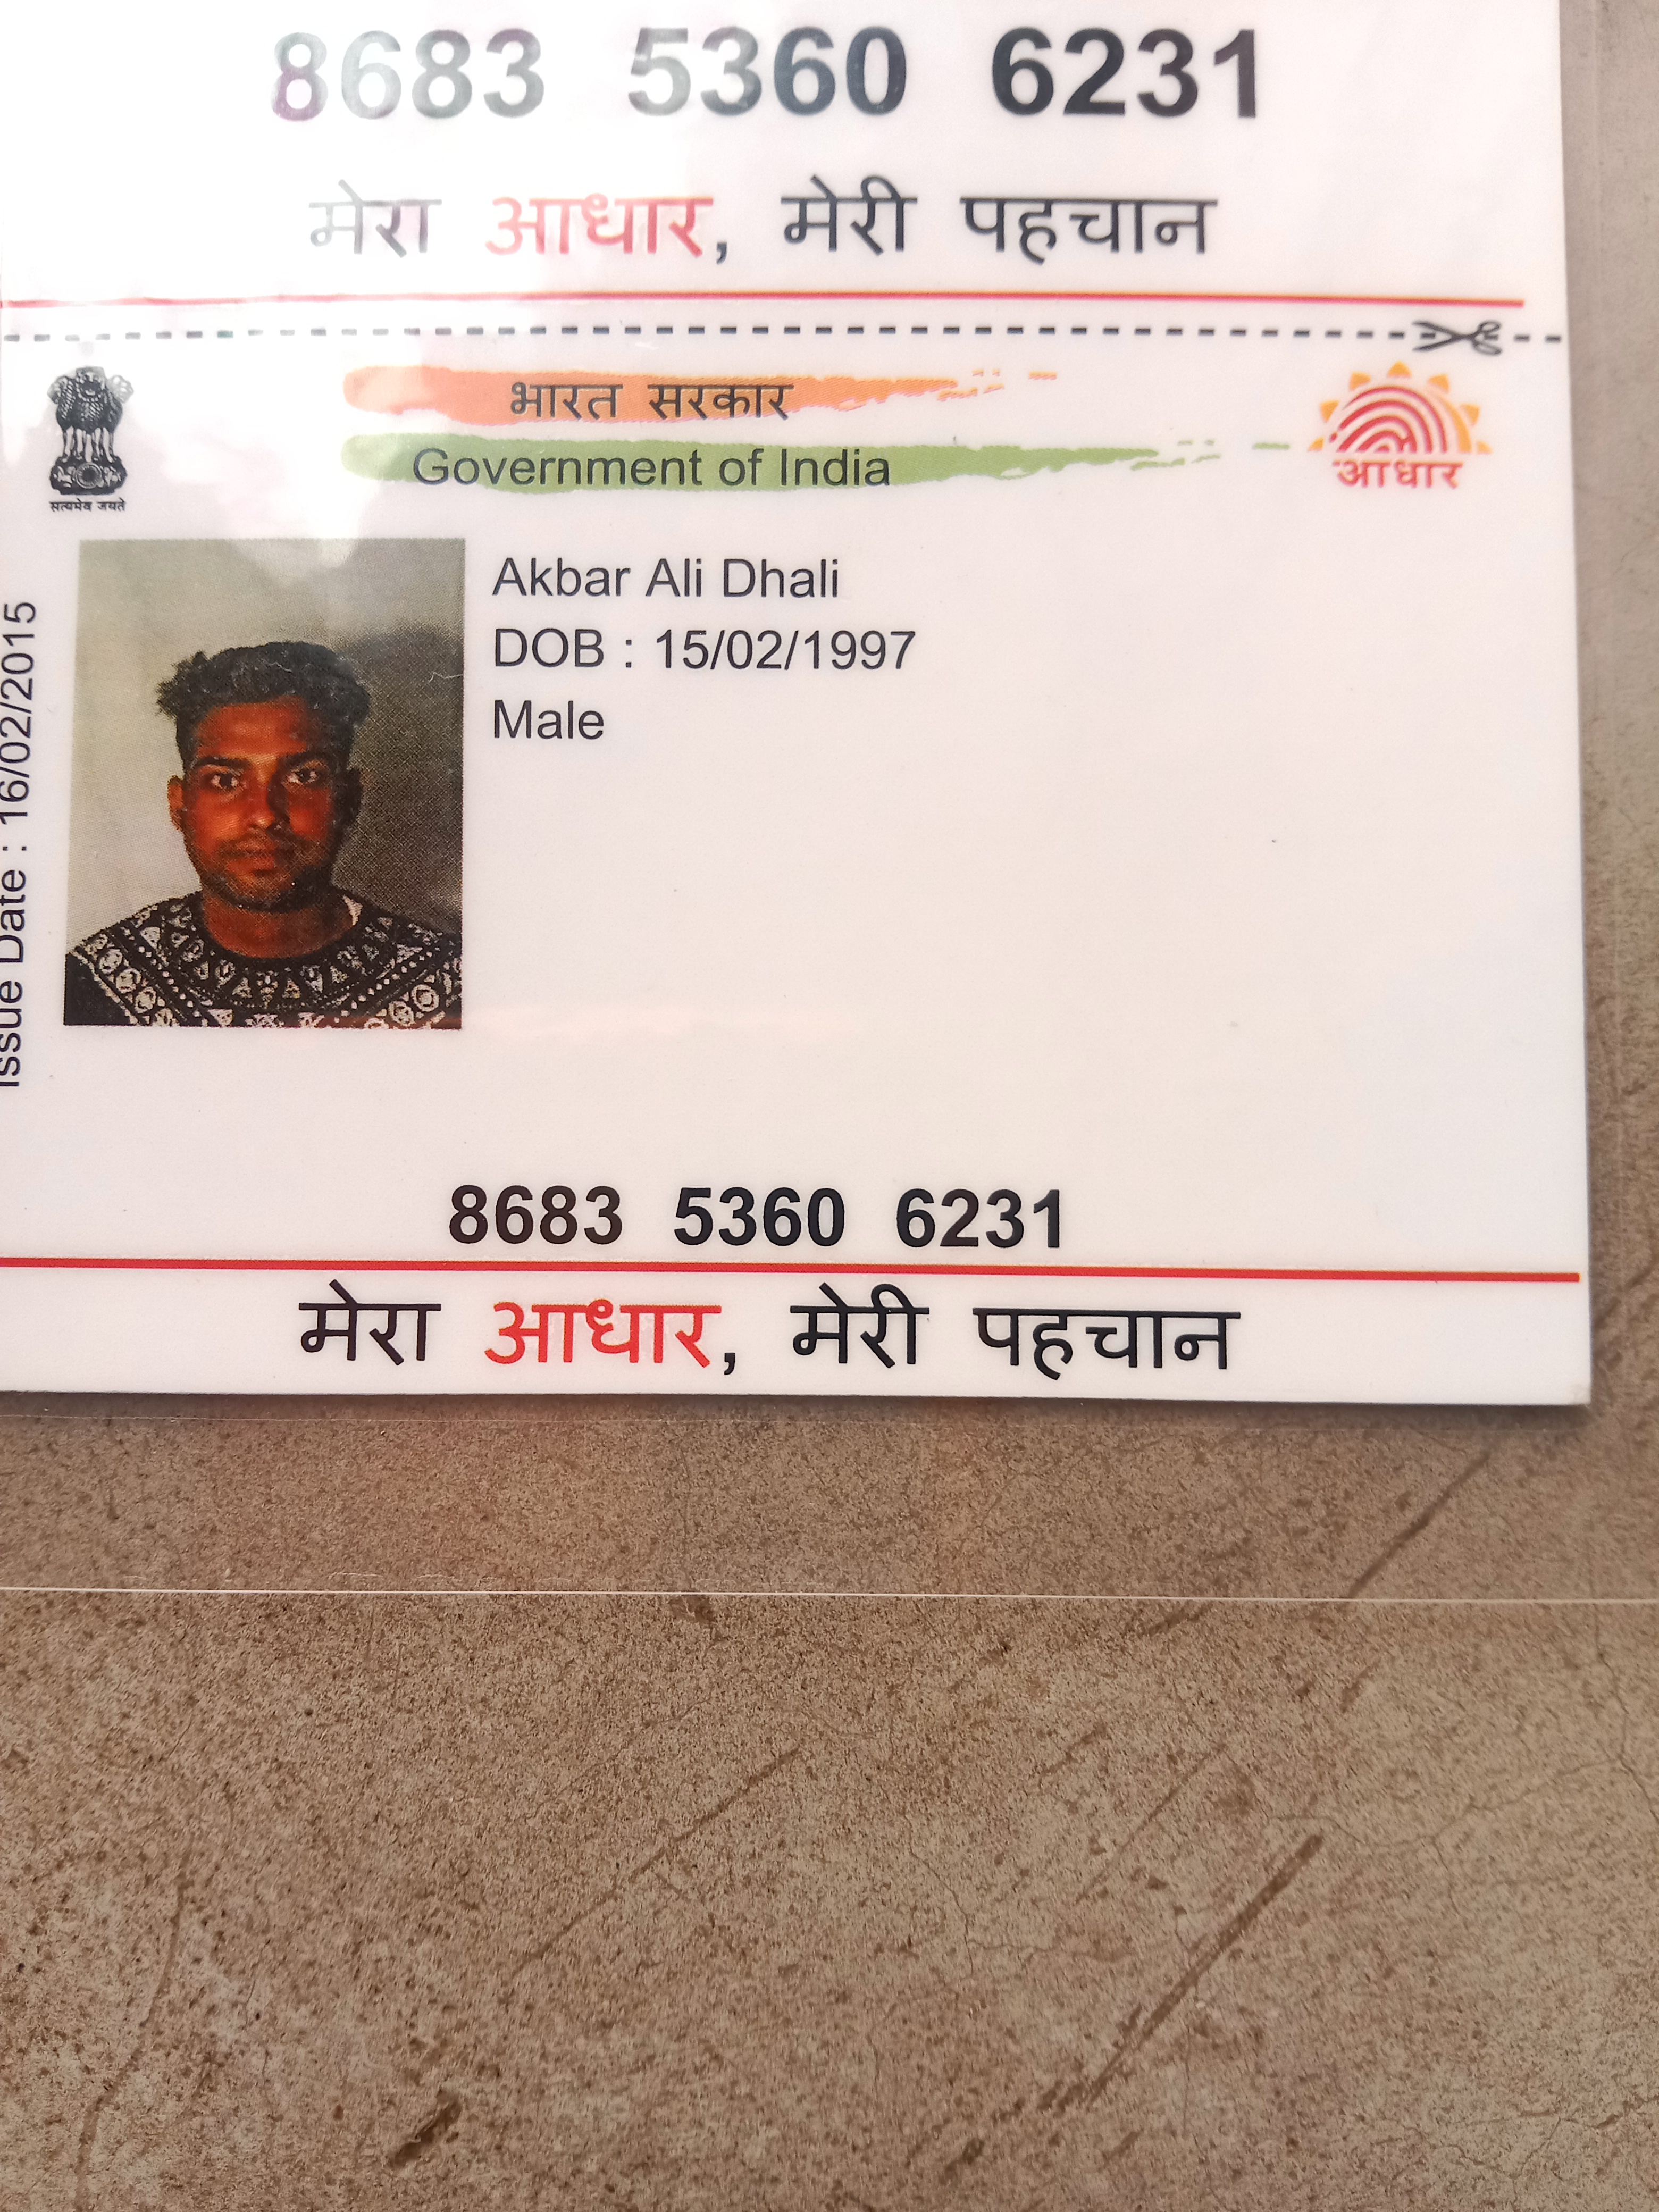 8683 5360 6231
मेरा आधार, मेरी पहचान
भारत सरकार
Government of India
सत्यमेव जयते
आधार
Issue Date : 16/02/2015
Akbar Ali Dhali
DOB : 15/02/1997
Male
8683 5360 6231
मेरा आधार, मेरी पहचान